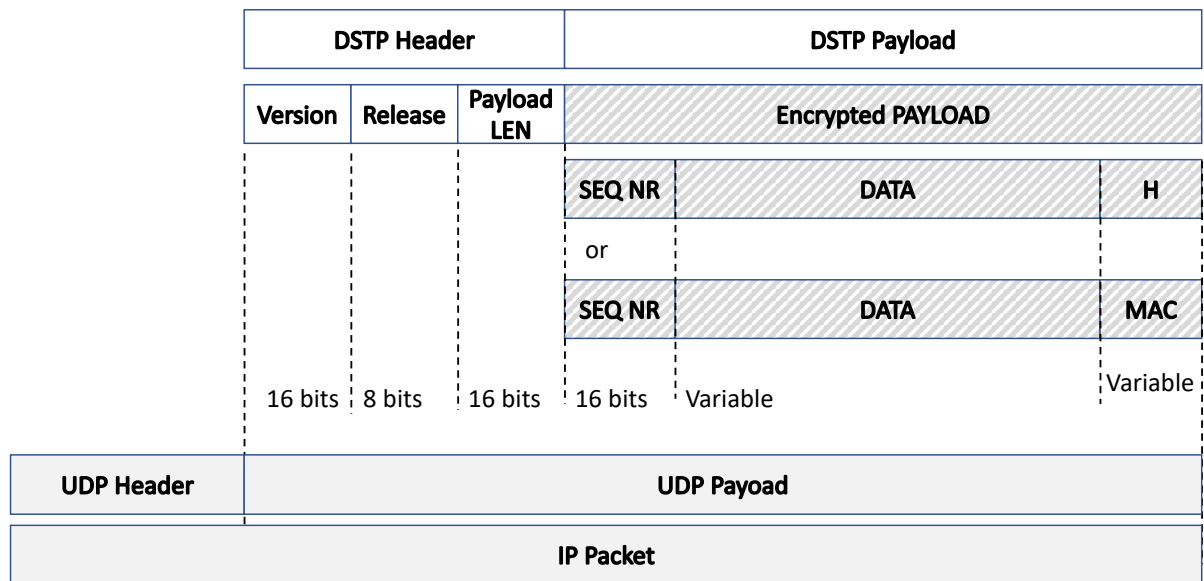 DSTP Header
DSTP Payload
Version
Release
Payload
LEN
Encrypted PAYLOAD
SEQ NR
DATA
H
or
SEQ NR
DATA
MAC
16 bits
8 bits
16 bits
16 bits
Variable
Variable
UDP Header
UDP Payoad
IP Packet